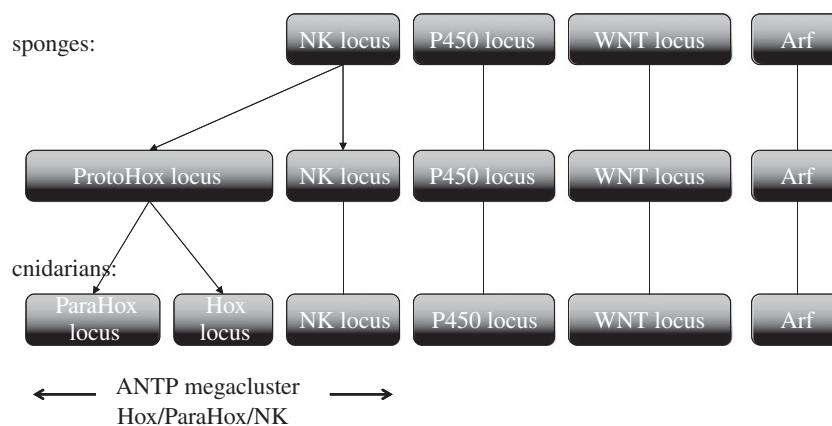 sponges:
NK locus P450 locus WNT locus Arf
ProtoHox locus NK locus P450 locus WNT locus Arf
cnidarians:
ParaHox locus Hox locus NK locus P450 locus WNT locus Arf
ANTP megacluster
Hox/ParaHox/NK